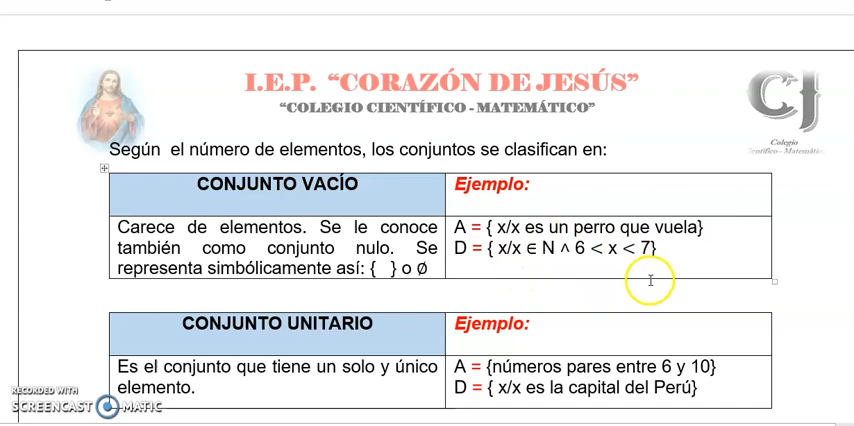 I.E.P. “CORAZÓN DE JESÚS”
“COLEGIO CIENTÍFICO - MATEMÁTICO”
CJ
Colegio
Científico - Matemátic
Según el número de elementos, los conjuntos se clasifican en:
CONJUNTO VACÍO
Ejemplo:
Carece de elementos. Se le conoce
también como conjunto nulo. Se
representa simbólicamente así: { } o ∅
A = { x/x es un perro que vuela}
D = { x/x ∈ N ∧ 6 < x < 7}
CONJUNTO UNITARIO
Ejemplo:
Es el conjunto que tiene un solo y único
elemento.
A = {números pares entre 6 y 10}
D = { x/x es la capital del Perú}
RECORDED WITH
SCREENCAST MATIC